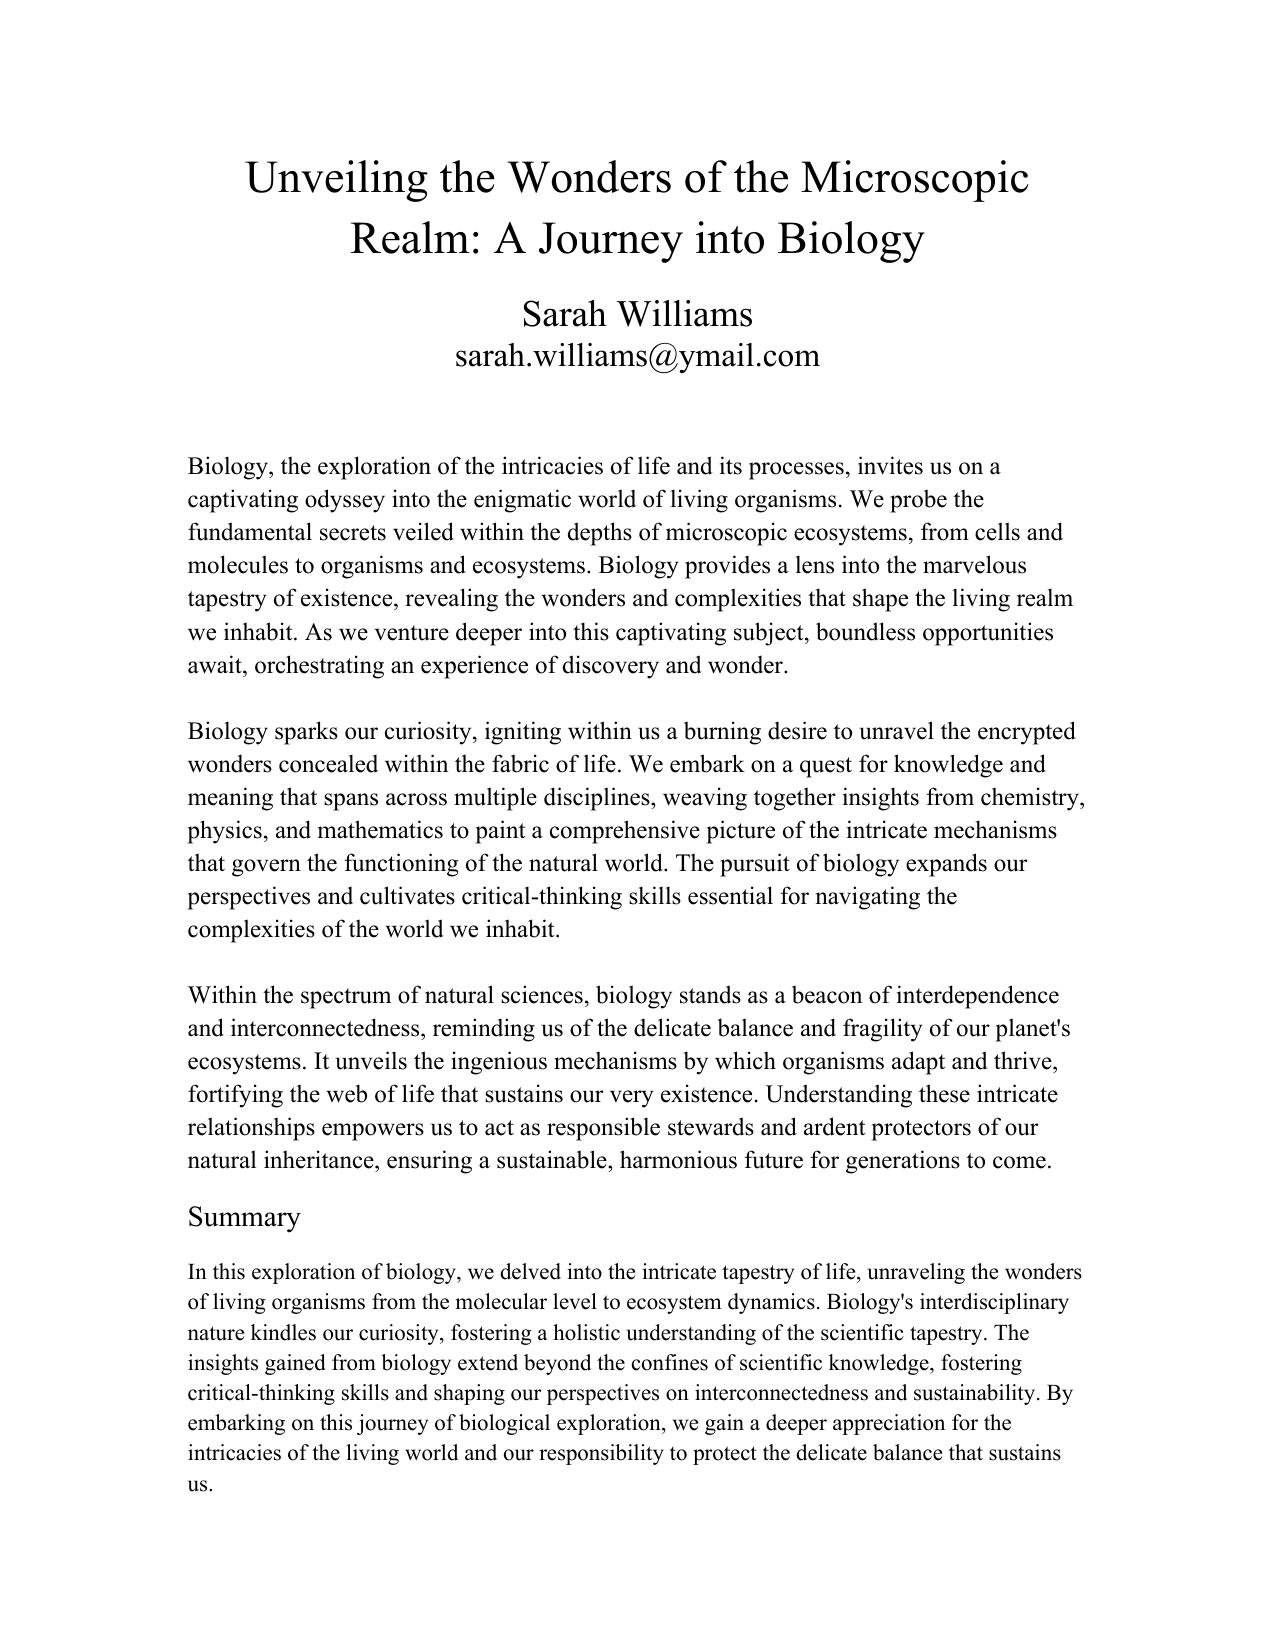 Unveiling the Wonders of the Microscopic
Realm: A Journey into Biology
Sarah Williams
sarah.williams@ymail.com
Biology, the exploration of the intricacies of life and its processes, invites us on a
captivating odyssey into the enigmatic world of living organisms. We probe the
fundamental secrets veiled within the depths of microscopic ecosystems, from cells and
molecules to organisms and ecosystems. Biology provides a lens into the marvelous
tapestry of existence, revealing the wonders and complexities that shape the living realm
we inhabit. As we venture deeper into this captivating subject, boundless opportunities
await, orchestrating an experience of discovery and wonder.
Biology sparks our curiosity, igniting within us a burning desire to unravel the encrypted
wonders concealed within the fabric of life. We embark on a quest for knowledge and
meaning that spans across multiple disciplines, weaving together insights from chemistry,
physics, and mathematics to paint a comprehensive picture of the intricate mechanisms
that govern the functioning of the natural world. The pursuit of biology expands our
perspectives and cultivates critical-thinking skills essential for navigating the
complexities of the world we inhabit.
Within the spectrum of natural sciences, biology stands as a beacon of interdependence
and interconnectedness, reminding us of the delicate balance and fragility of our planet's
ecosystems. It unveils the ingenious mechanisms by which organisms adapt and thrive,
fortifying the web of life that sustains our very existence. Understanding these intricate
relationships empowers us to act as responsible stewards and ardent protectors of our
natural inheritance, ensuring a sustainable, harmonious future for generations to come.
Summary
In this exploration of biology, we delved into the intricate tapestry of life, unraveling the wonders
of living organisms from the molecular level to ecosystem dynamics. Biology's interdisciplinary
nature kindles our curiosity, fostering a holistic understanding of the scientific tapestry. The
insights gained from biology extend beyond the confines of scientific knowledge, fostering
critical-thinking skills and shaping our perspectives on interconnectedness and sustainability. By
embarking on this journey of biological exploration, we gain a deeper appreciation for the
intricacies of the living world and our responsibility to protect the delicate balance that sustains
us.